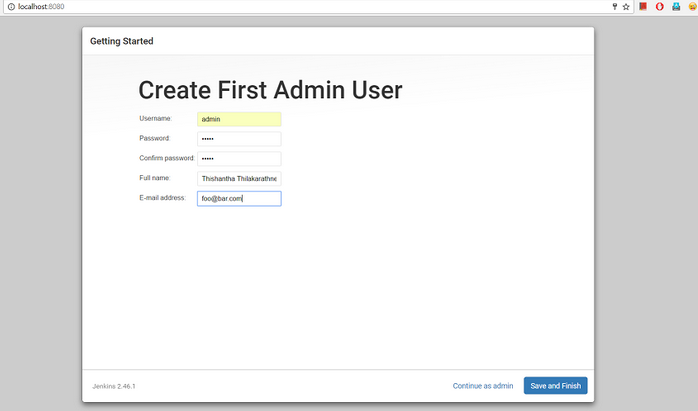 localhost:8080
Getting Started
Create First Admin User
Username: admin
Password: •••••
Confirm password: •••••
Full name: Thishantha Thilakarathne
E-mail address: foo@bar.com
Jenkins 2.46.1 Continue as admin Save and Finish